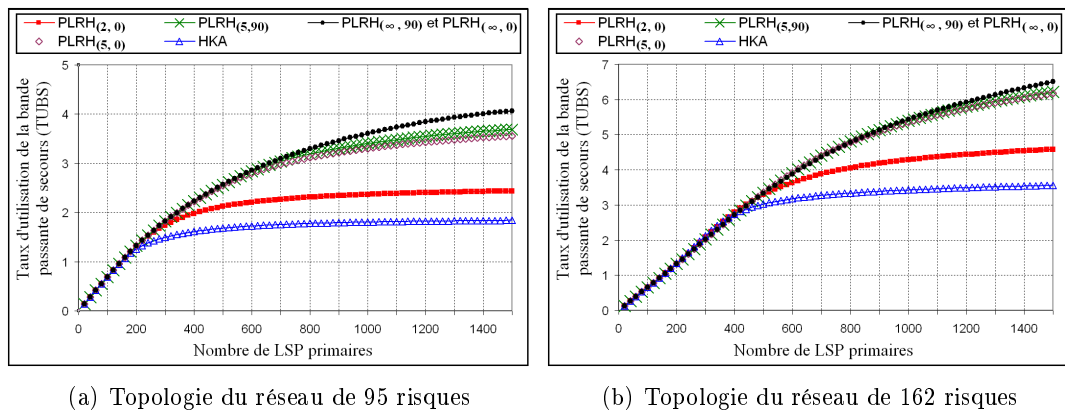 PLRH(2, 0) PLRH(5,90) PLRH(∞, 90) et PLRH(∞, 0)
PLRH(5, 0) HKA
Taux d'utilisation de la bande
passante de secours (TUBS)
5
4
3
2
1
0
0 200 400 600 800 1000 1200 1400
Nombre de LSP primaires
(a) Topologie du réseau de 95 risques
PLRH(2, 0) PLRH(5,90) PLRH(∞, 90) et PLRH(∞, 0)
PLRH(5, 0) HKA
Taux d'utilisation de la bande
passante de secours (TUBS)
7
6
5
4
3
2
1
0
0 200 400 600 800 1000 1200 1400
Nombre de LSP primaires
(b) Topologie du réseau de 162 risques